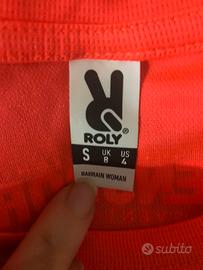 ROLY®
S UK 8 US 4
BAHRAIN WOMAN
subito